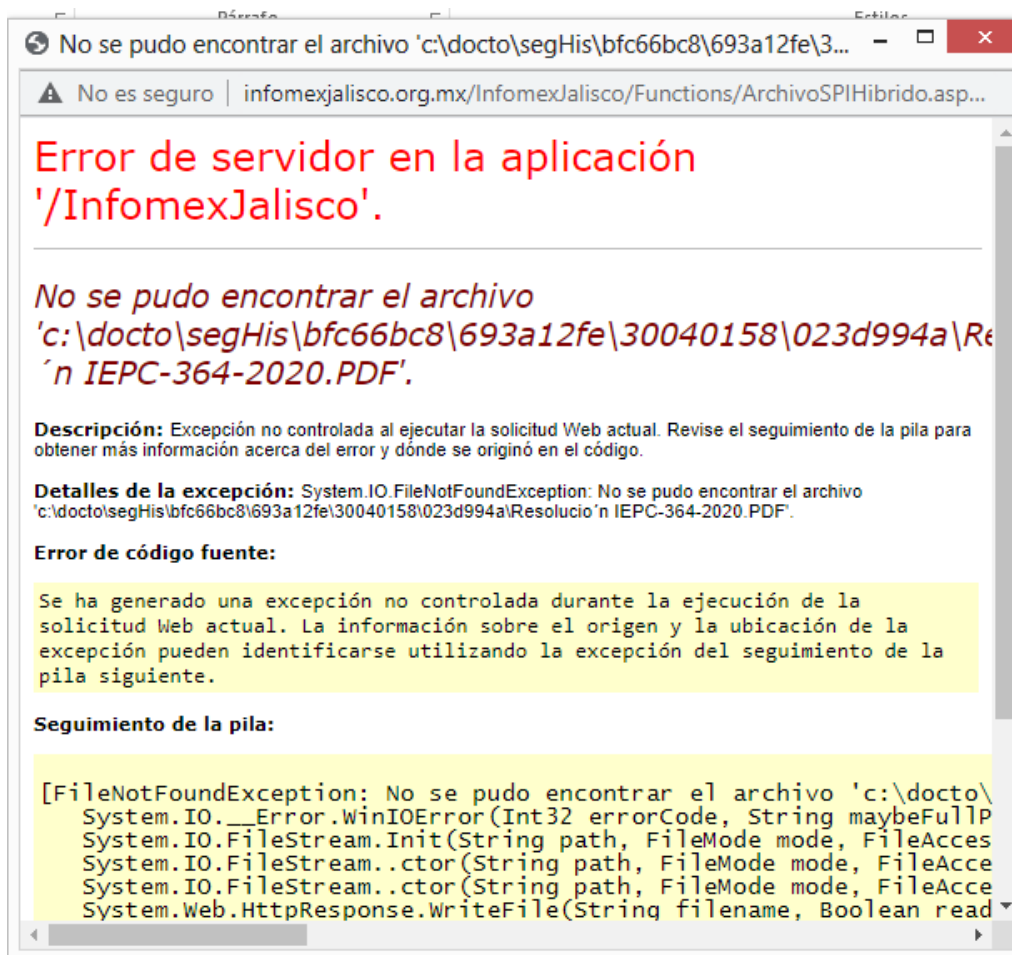 Párrafo Estilos
No se pudo encontrar el archivo 'c:\docto\segHis\bfc66bc8\693a12fe\3...
No es seguro | infomexjalisco.org.mx/InfomexJalisco/Functions/ArchivoSPIHibrido.asp...
Error de servidor en la aplicación
'/InfomexJalisco'.
No se pudo encontrar el archivo
'c:\docto\segHis\bfc66bc8\693a12fe\30040158\023d994a\Re
´n IEPC-364-2020.PDF'.
Descripción: Excepción no controlada al ejecutar la solicitud Web actual. Revise el seguimiento de la pila para
obtener más información acerca del error y dónde se originó en el código.
Detalles de la excepción: System.IO.FileNotFoundException: No se pudo encontrar el archivo
'c:\docto\segHis\bfc66bc8\693a12fe\30040158\023d994a\Resolucio´n IEPC-364-2020.PDF'.
Error de código fuente:
Se ha generado una excepción no controlada durante la ejecución de la
solicitud Web actual. La información sobre el origen y la ubicación de la
excepción pueden identificarse utilizando la excepción del seguimiento de la
pila siguiente.
Seguimiento de la pila:
[FileNotFoundException: No se pudo encontrar el archivo 'c:\docto\
System.IO.__Error.WinIOError(Int32 errorCode, String maybeFullP
System.IO.FileStream.Init(String path, FileMode mode, FileAcces
System.IO.FileStream..ctor(String path, FileMode mode, FileAcce
System.IO.FileStream..ctor(String path, FileMode mode, FileAcce
System.Web.HttpResponse.WriteFile(String filename, Boolean read